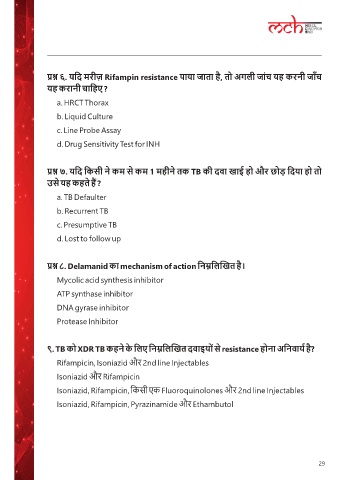 mch
प्रश्न ६. यदि मरीज़ Rifampin resistance पाया जाता है, तो अगली जांच यह करनी जाँच
यह करानी चाहिए ?
a. HRCT Thorax
b. Liquid Culture
c. Line Probe Assay
d. Drug Sensitivity Test for INH
प्रश्न ७. यदि किसी ने कम से कम 1 महीने तक TB की दवा खाई हो और छोड़ दिया हो तो
उसे यह कहते हैं ?
a. TB Defaulter
b. Recurrent TB
c. Presumptive TB
d. Lost to follow up
प्रश्न ८. Delamanid का mechanism of action निम्नलिखित है।
Mycolic acid synthesis inhibitor
ATP synthase inhibitor
DNA gyrase inhibitor
Protease Inhibitor
९. TB को XDR TB कहने के लिए निम्नलिखित दवाइयों से resistance होना अनिवार्य है?
Rifampicin, Isoniazid और 2nd line Injectables
Isoniazid और Rifampicin
Isoniazid, Rifampicin, किसी एक Fluoroquinolones और 2nd line Injectables
Isoniazid, Rifampicin, Pyrazinamide और Ethambutol
29